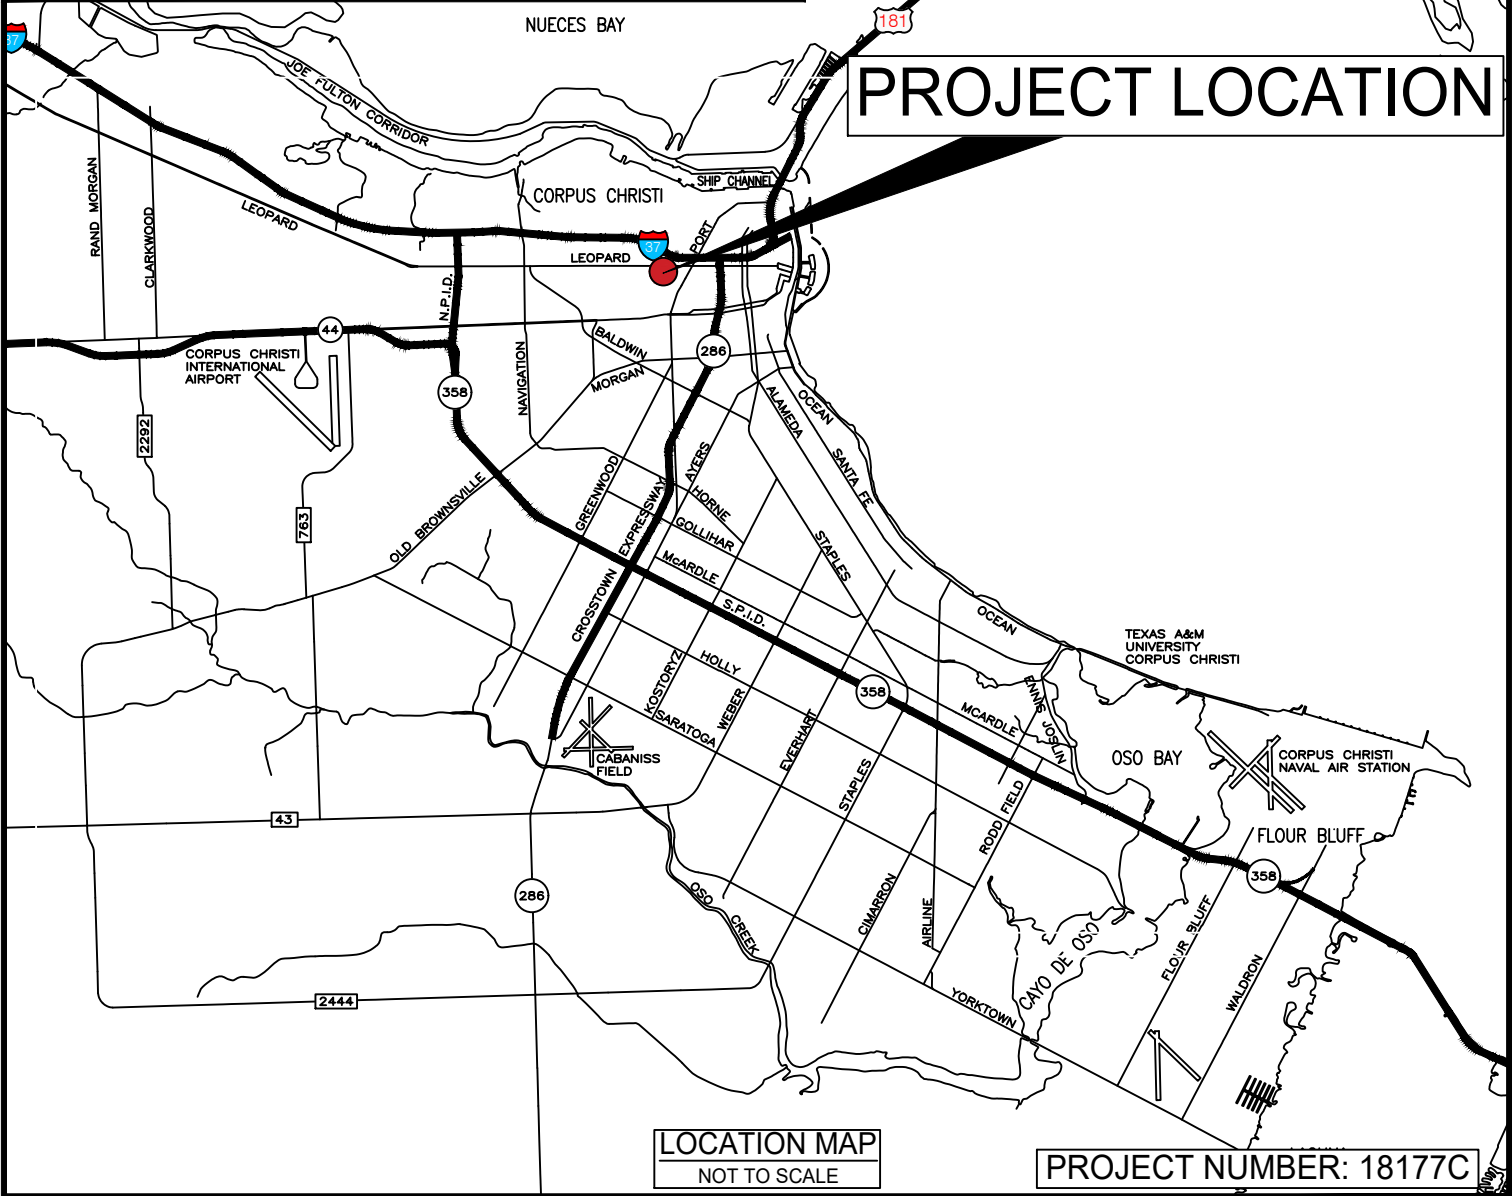 NUECES BAY
181
37
PROJECT LOCATION
JOE FULTON CORRIDOR
SHIP CHANNEL
CORPUS CHRISTI
RAND MORGAN
CLARKWOOD
LEOPARD
PORT
37
LEOPARD
N.P.I.D.
44
CORPUS CHRISTI
INTERNATIONAL
AIRPORT
BALDWIN
286
MORGAN
NAVIGATION
358
ALAMEDA
OCEAN
2292
SANTA FE
AYERS
GREENWOOD
OLD BROWNSVILLE
HORNE
763
CROSSTOWN EXPRESSWAY
GOLLIHAR
STAPLES
McARDLE
S.P.I.D.
OCEAN
TEXAS A&M
UNIVERSITY
CORPUS CHRISTI
KOSTORYZ
HOLLY
358
ENNIS JOSLIN
WEBER
SARATOGA
MCARDLE
EVERHART
CABANISS
FIELD
OSO BAY
CORPUS CHRISTI
NAVAL AIR STATION
STAPLES
43
RODD FIELD
FLOUR BLUFF
358
286
OSO CREEK
CIMARRON
AIRLINE
CAYO DE OSO
FLOUR BLUFF
WALDRON
2444
YORKTOWN
LOCATION MAP
NOT TO SCALE
PROJECT NUMBER: 18177C